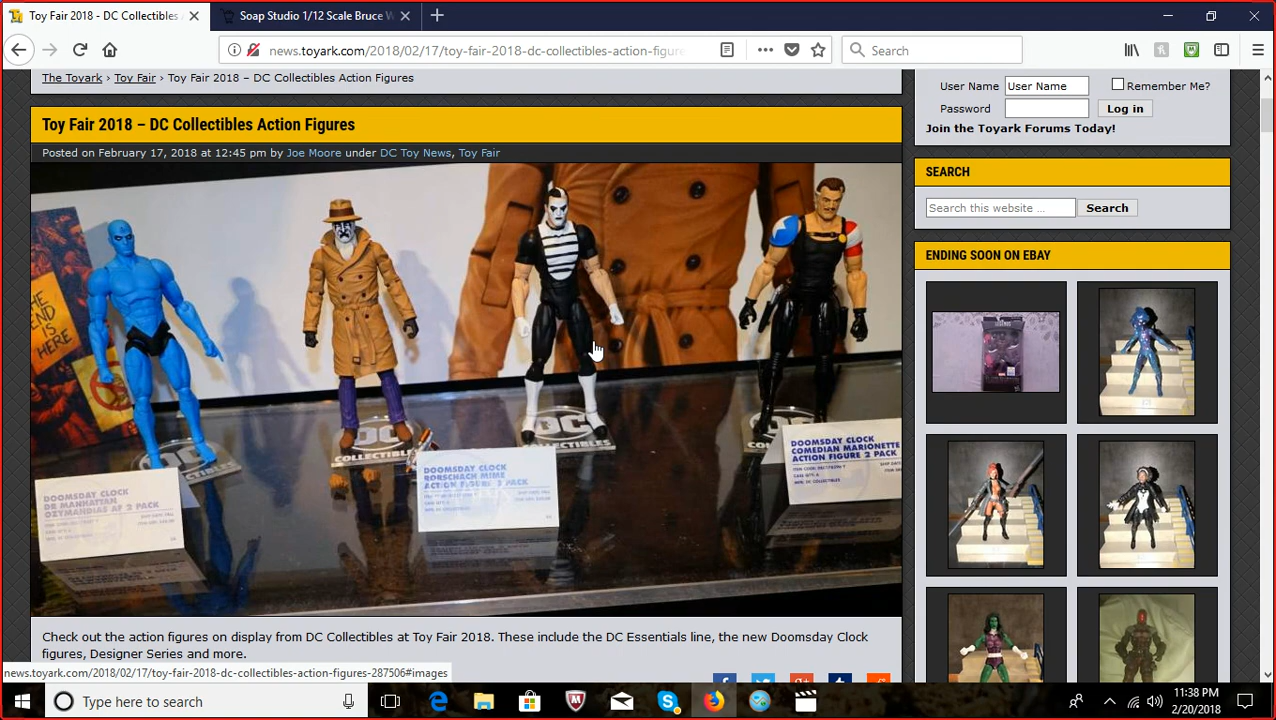 Toy Fair 2018 - DC Collectibles A
Soap Studio 1/12 Scale Bruce W
news.toyark.com/2018/02/17/toy-fair-2018-dc-collectibles-action-figure
Search
The Toyark › Toy Fair › Toy Fair 2018 – DC Collectibles Action Figures
Toy Fair 2018 – DC Collectibles Action Figures
Posted on February 17, 2018 at 12:45 pm by Joe Moore under DC Toy News, Toy Fair
THE END IS HERE
DOOMSDAY CLOCK
DR MANHATTAN
OZYMANDIAS AF 2 PACK
DC
COLLECTIBLES
DOOMSDAY CLOCK
RORSCHACH MIME
ACTION FIGURE 2 PACK
DC
COLLECTIBLES
DOOMSDAY CLOCK
COMEDIAN MARIONETTE
ACTION FIGURE 2 PACK
Check out the action figures on display from DC Collectibles at Toy Fair 2018. These include the DC Essentials line, the new Doomsday Clock
figures, Designer Series and more.
news.toyark.com/2018/02/17/toy-fair-2018-dc-collectibles-action-figures-287506#images
User Name User Name Remember Me?
Password Log in
Join the Toyark Forums Today!
SEARCH
Search this website … Search
ENDING SOON ON EBAY
Type here to search
11:38 PM
2/20/2018